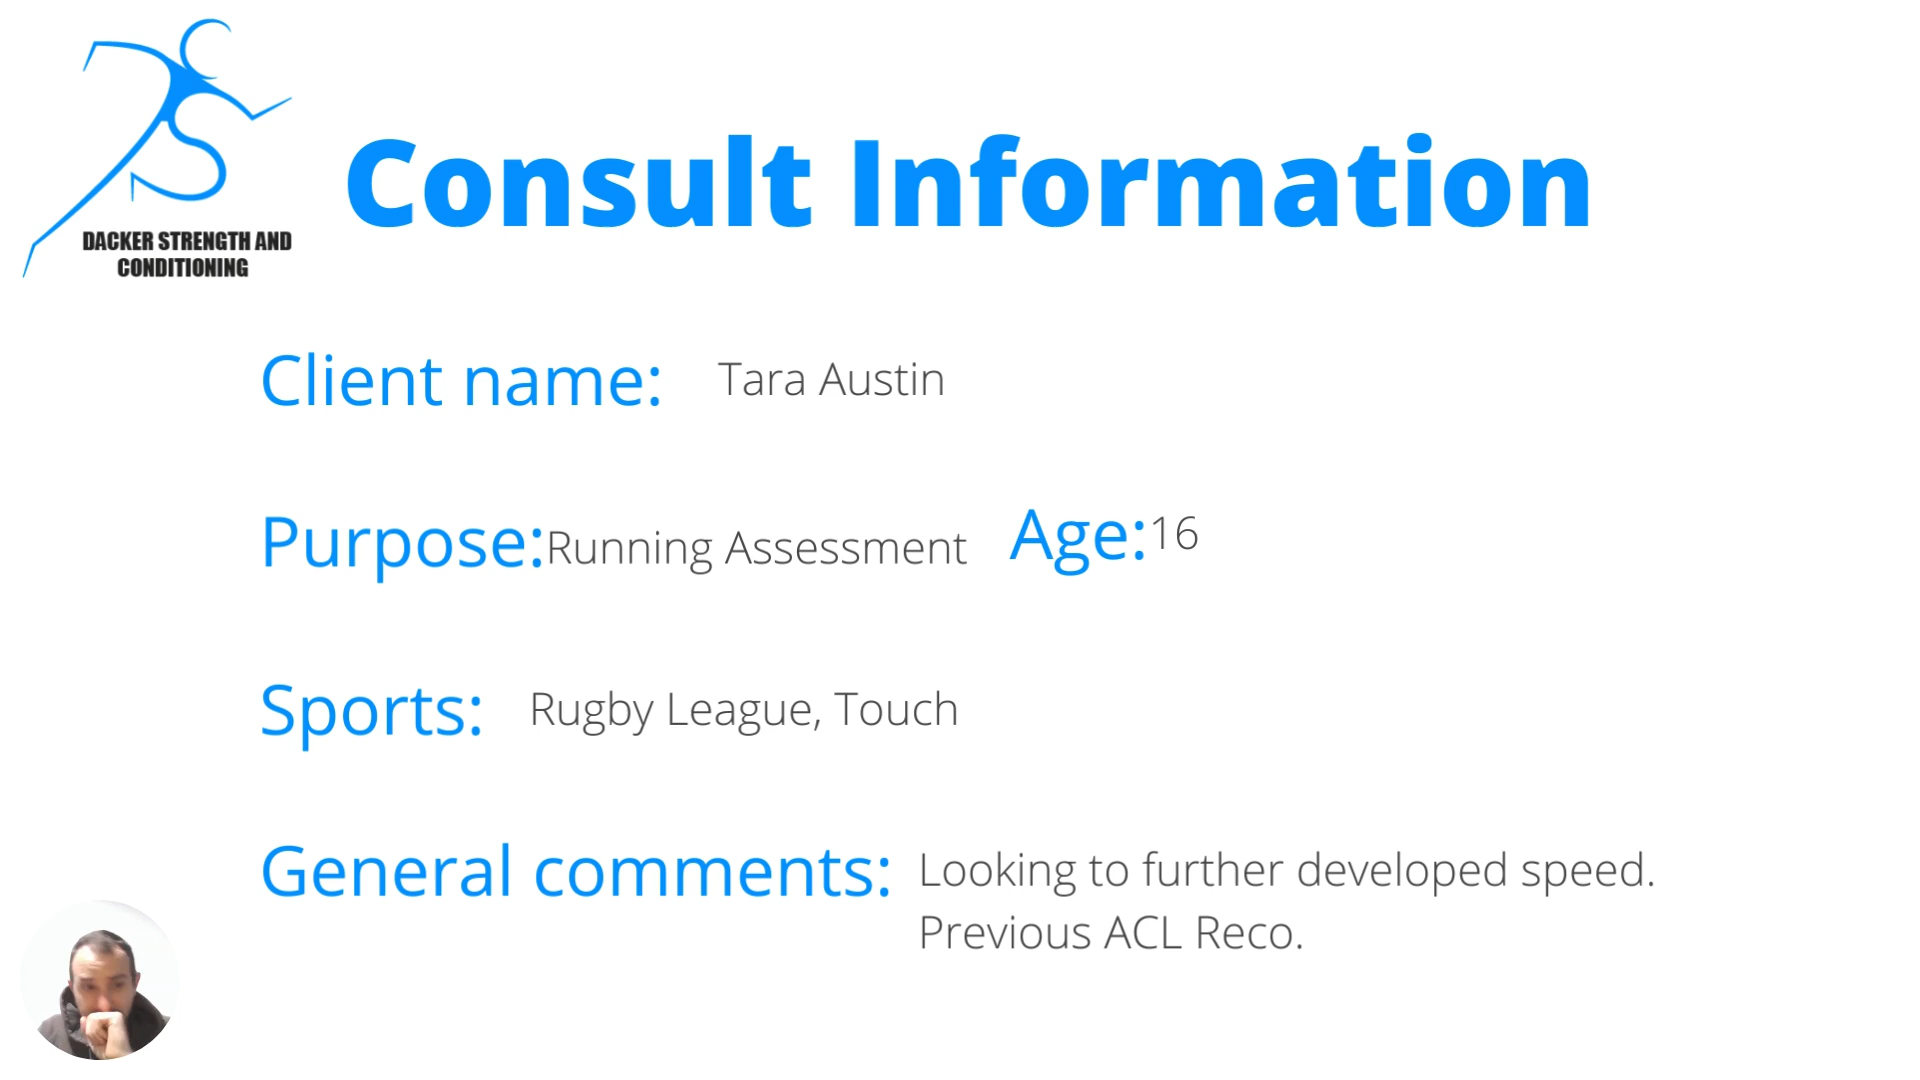 DACKER STRENGTH AND
CONDITIONING
Consult Information
Client name: Tara Austin
Purpose: Running Assessment Age: 16
Sports: Rugby League, Touch
General comments: Looking to further developed speed.
Previous ACL Reco.